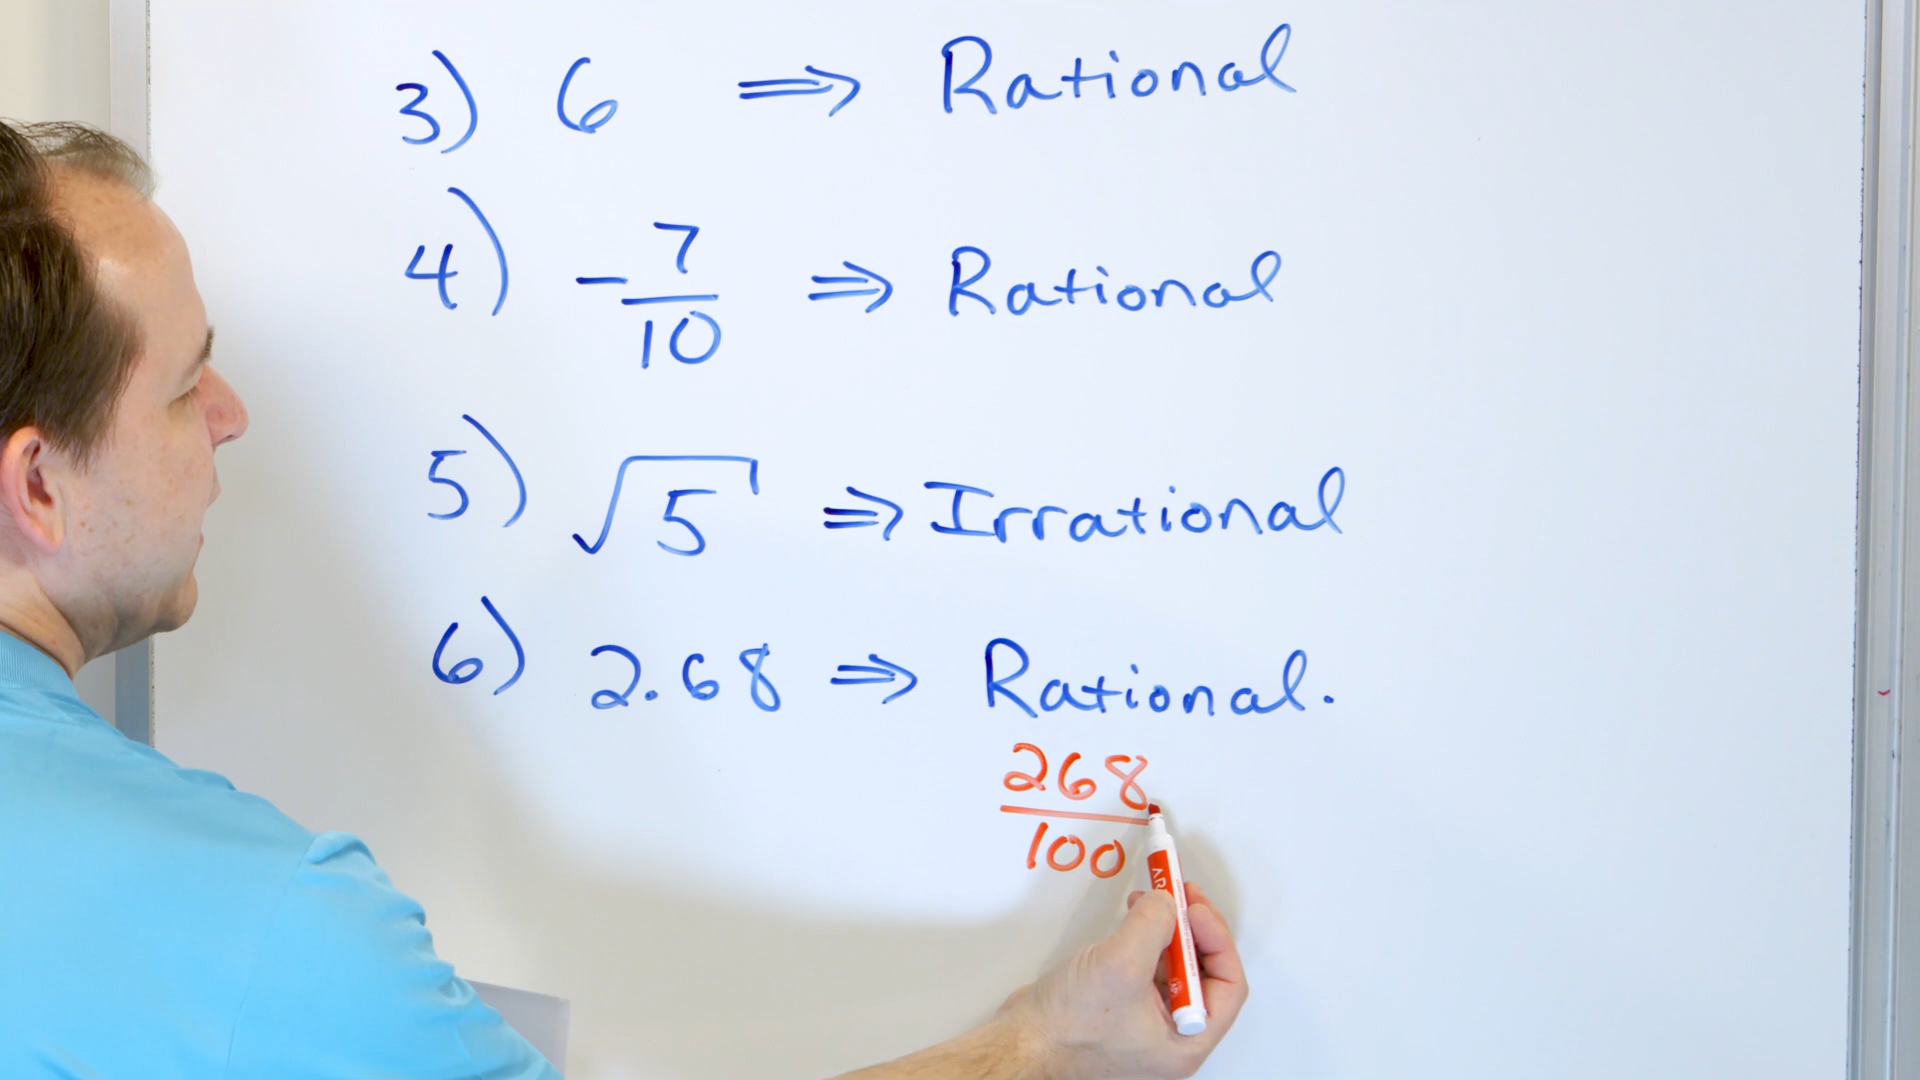 3) 6 ⇒ Rational
4) -7/10 ⇒ Rational
5) √5 ⇒ Irrational
6) 2.68 ⇒ Rational.
268/100